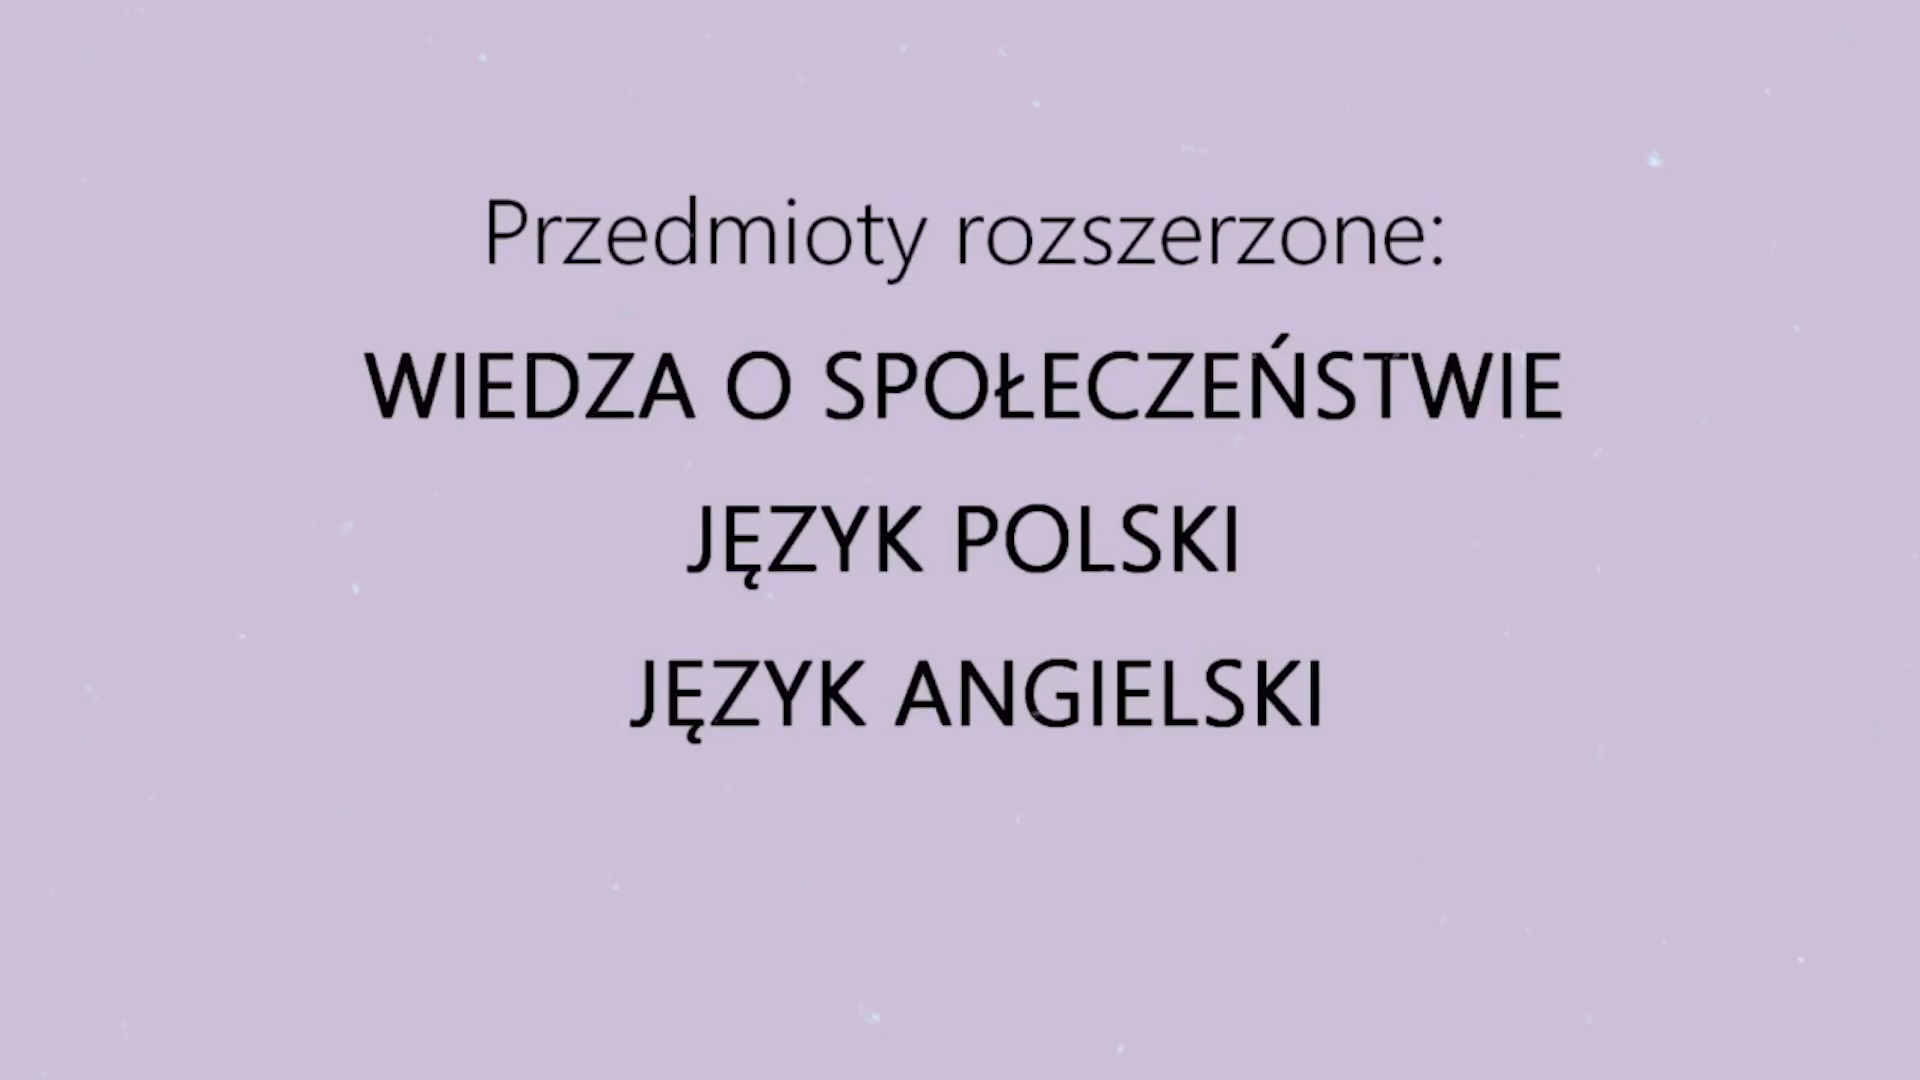 Przedmioty rozszerzone:
WIEDZA O SPOŁECZEŃSTWIE
JĘZYK POLSKI
JĘZYK ANGIELSKI